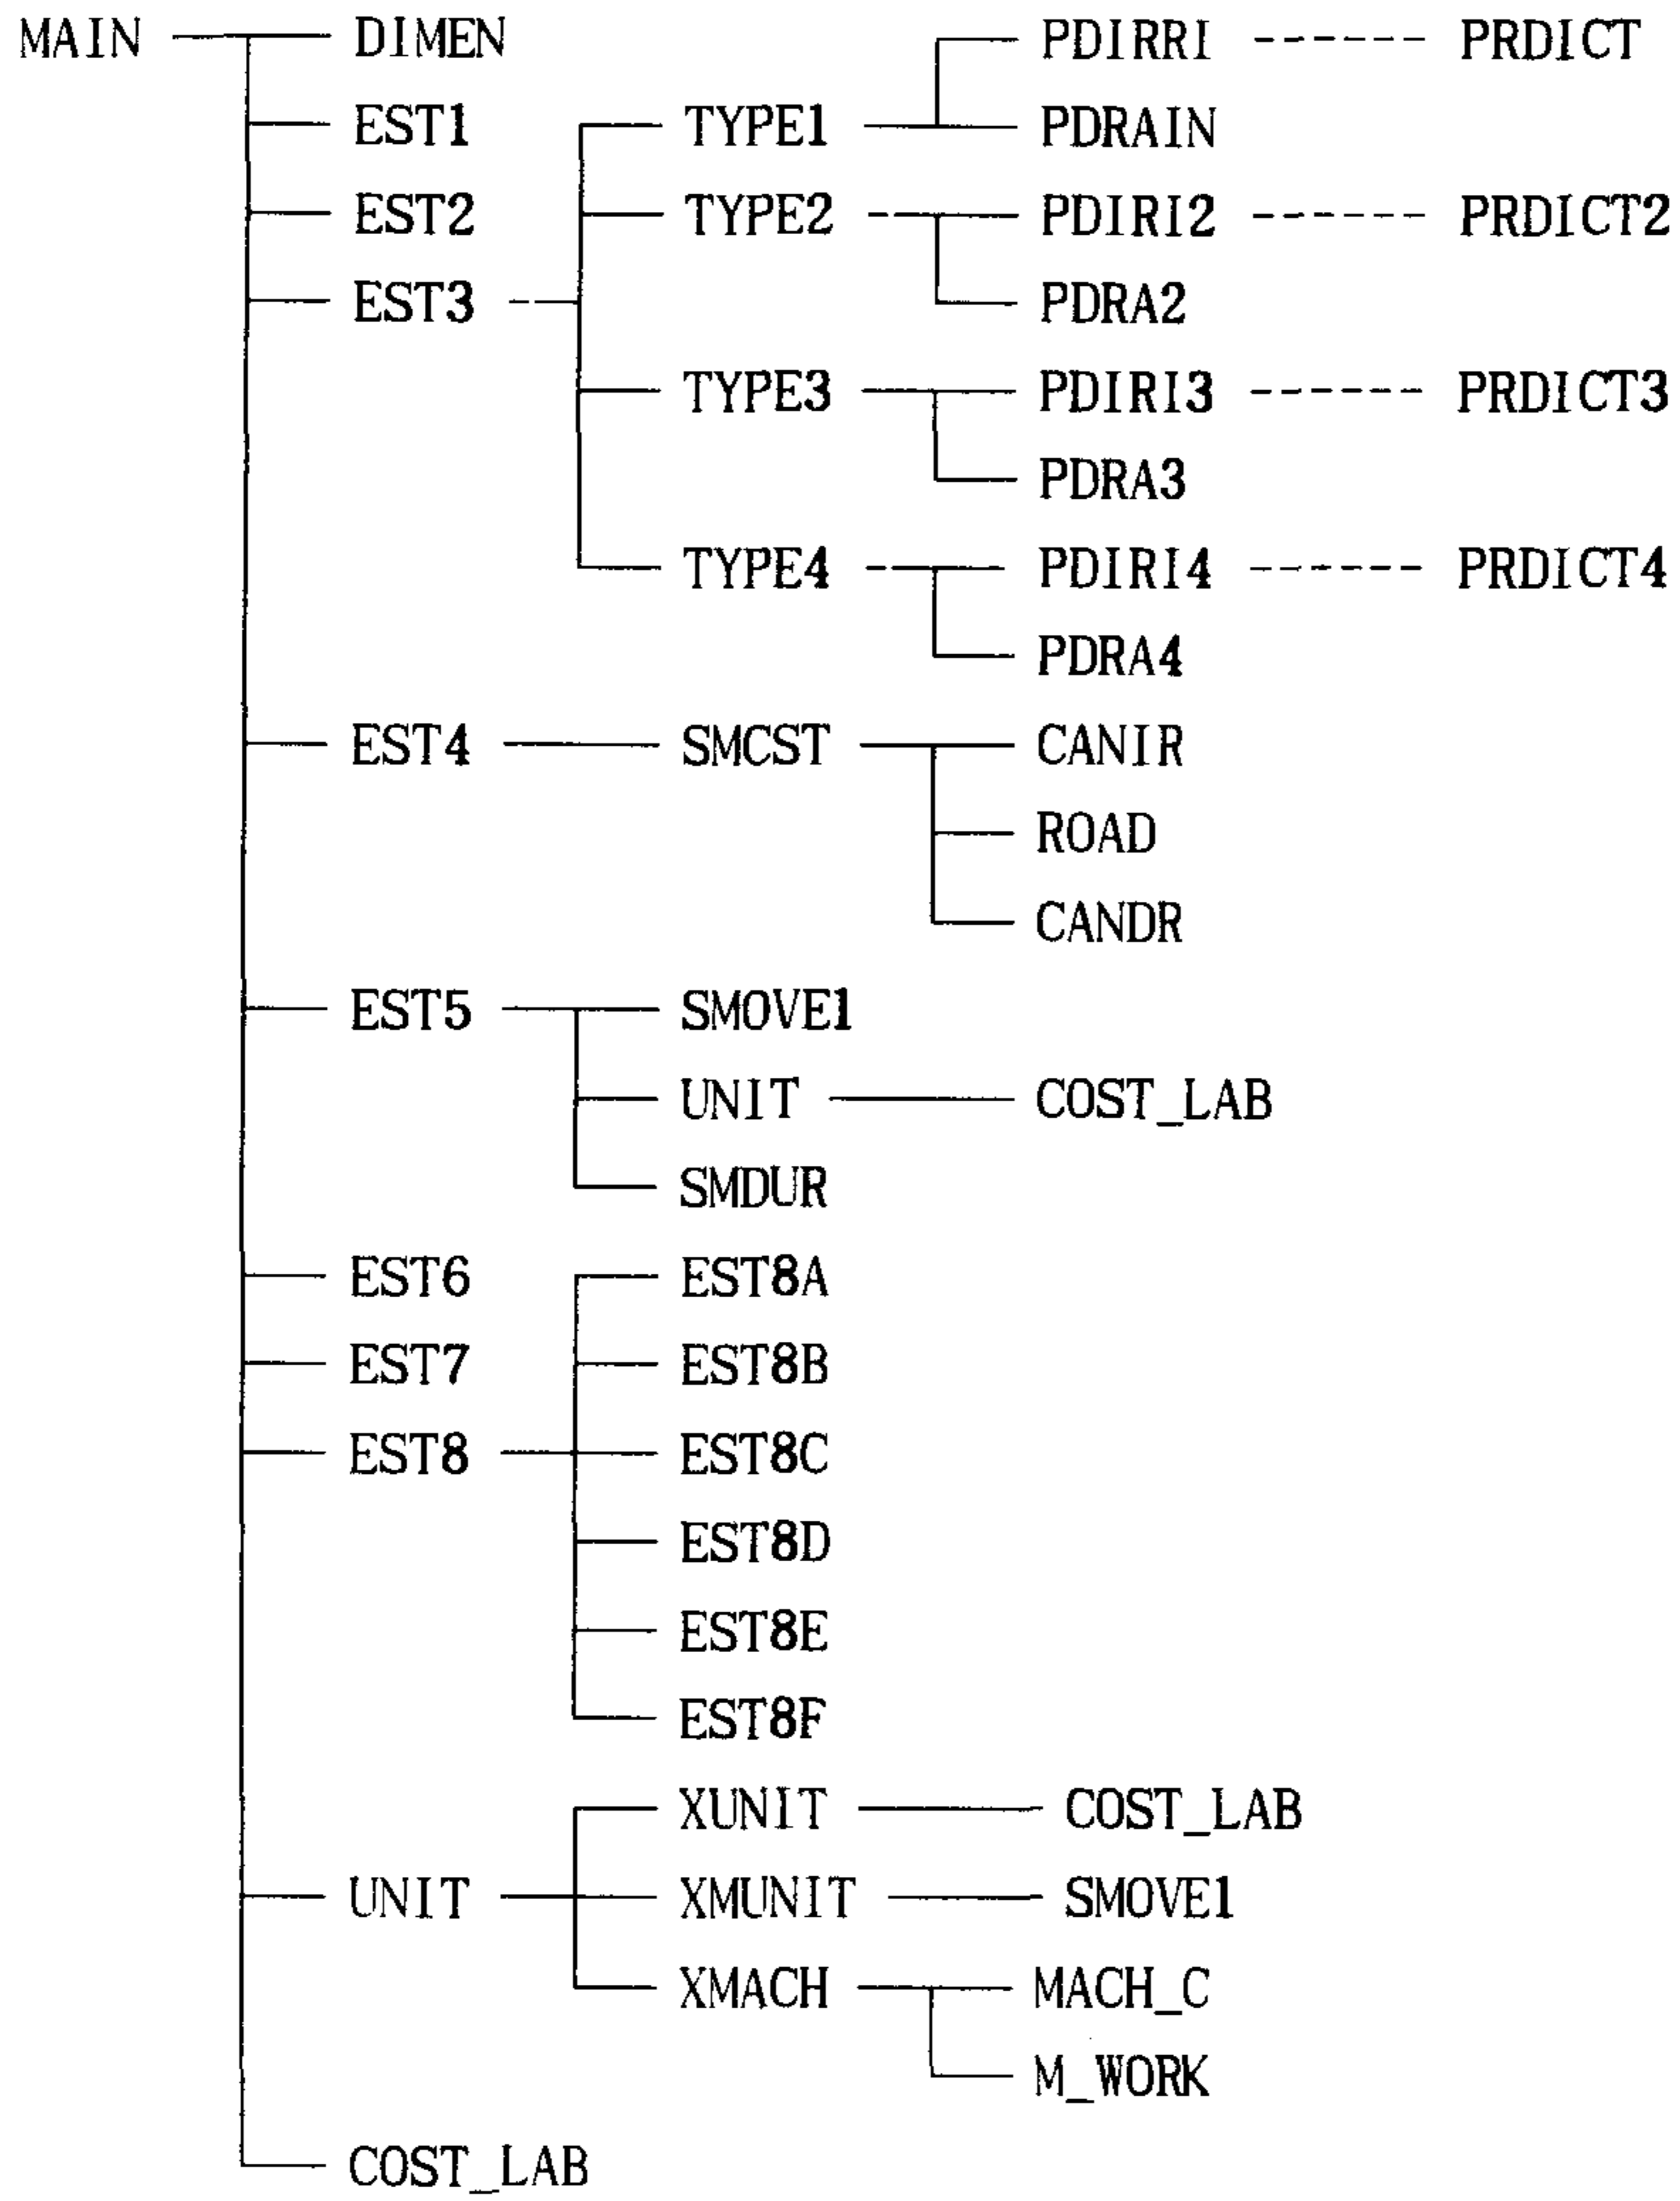 MAIN DIMEN PDIRRI PRDICT
EST1 TYPE1 PDRAIN
EST2 TYPE2 PDIRI2 PRDICT2
EST3 PDRA2
TYPE3 PDIRI3 PRDICT3
PDRA3
TYPE4 PDIRI4 PRDICT4
PDRA4
EST4 SMCST CANIR
ROAD
CANDR
EST5 SMOVE1
UNIT COST_LAB
SMDUR
EST6 EST8A
EST7 EST8B
EST8 EST8C
EST8D
EST8E
EST8F
XUNIT COST_LAB
UNIT XMUNIT SMOVE1
XMACH MACH_C
M_WORK
COST_LAB